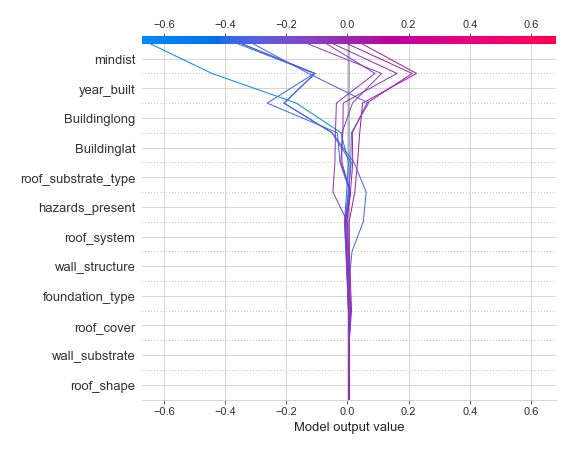 −0.6 −0.4 −0.2 0.0 0.2 0.4 0.6
mindist
year_built
Buildinglong
Buildinglat
roof_substrate_type
hazards_present
roof_system
wall_structure
foundation_type
roof_cover
wall_substrate
roof_shape
−0.6 −0.4 −0.2 0.0 0.2 0.4 0.6
Model output value